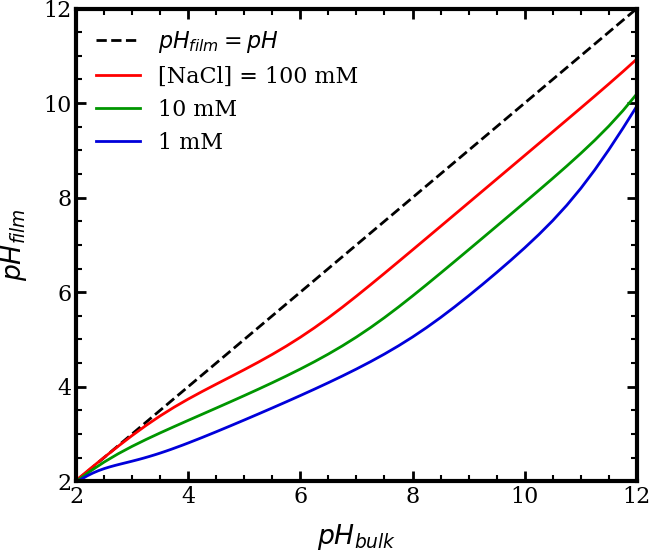 12
10
8
6
4
2
pH_film
pH_film = pH
[NaCl] = 100 mM
10 mM
1 mM
2 4 6 8 10 12
pH_bulk